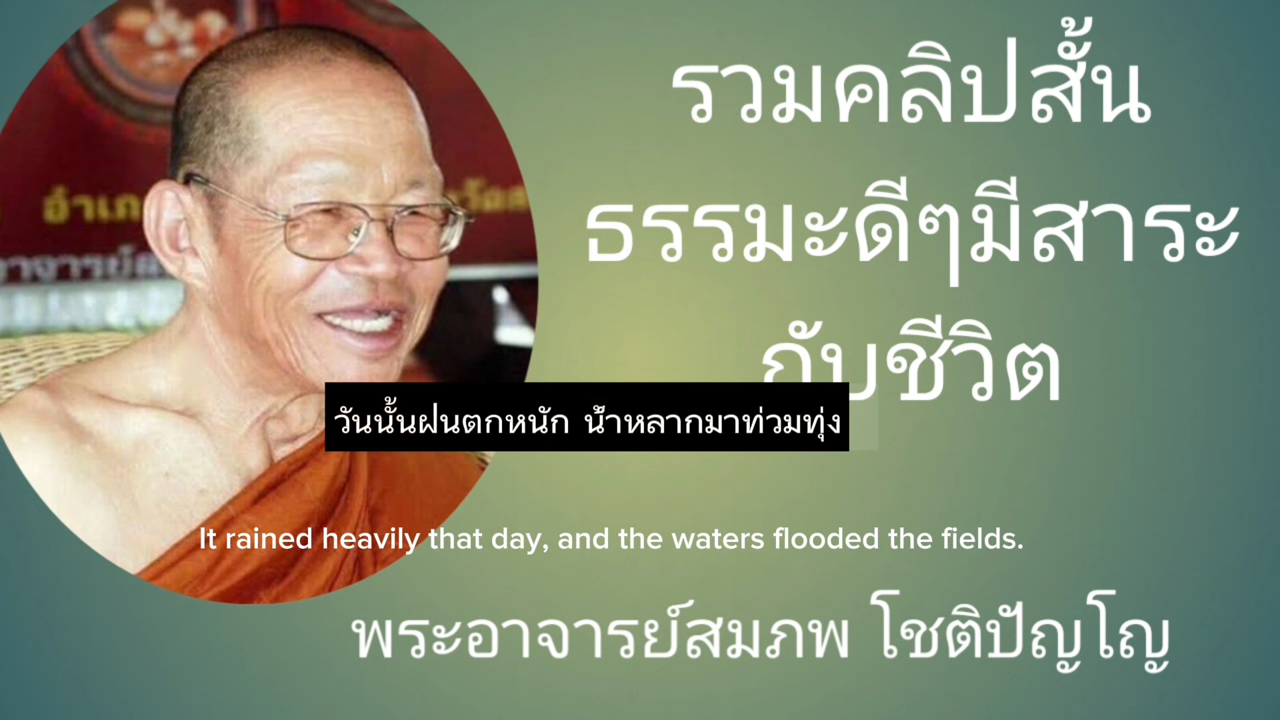 รวมคลิปสั้น
ธรรมะดีๆมีสาระ
กับชีวิต
อำเภ
วันนั้นฝนตกหนัก น้ำหลากมาท่วมทุ่ง
It rained heavily that day, and the waters flooded the fields.
พระอาจารย์สมภพ โชติปัญโญ